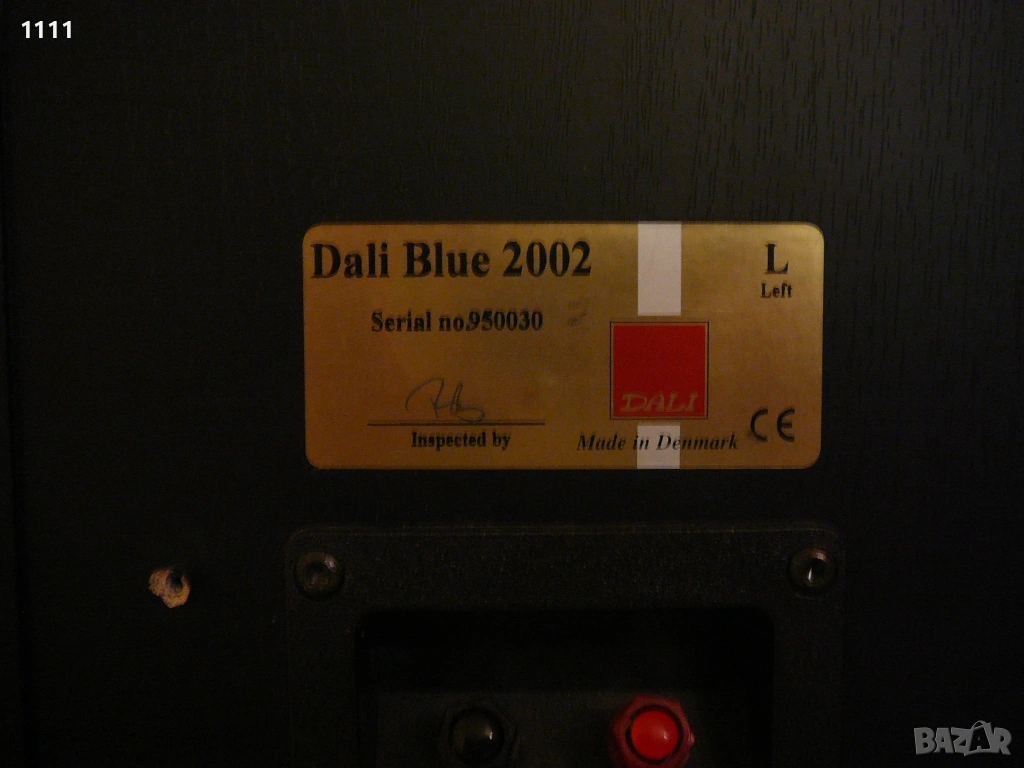 1111
Dali Blue 2002
L
Left
Serial no.950030
DALI
Inspected by
Made in Denmark
CE
BAZAR